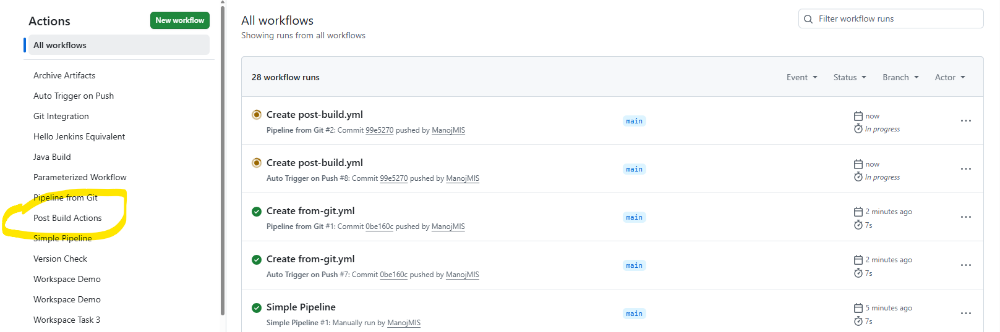 Actions
New workflow
All workflows
Archive Artifacts
Auto Trigger on Push
Git Integration
Hello Jenkins Equivalent
Java Build
Parameterized Workflow
Pipeline from Git
Post Build Actions
Simple Pipeline
Version Check
Workspace Demo
Workspace Demo
Workspace Task 3
All workflows
Showing runs from all workflows
Filter workflow runs
28 workflow runs
Event
Status
Branch
Actor
Create post-build.yml
Pipeline from Git #2: Commit 99e5270 pushed by ManojMIS
main
now
In progress
Create post-build.yml
Auto Trigger on Push #8: Commit 99e5270 pushed by ManojMIS
main
now
In progress
Create from-git.yml
Pipeline from Git #1: Commit 0be160c pushed by ManojMIS
main
2 minutes ago
7s
Create from-git.yml
Auto Trigger on Push #7: Commit 0be160c pushed by ManojMIS
main
2 minutes ago
7s
Simple Pipeline
Simple Pipeline #1: Manually run by ManojMIS
main
5 minutes ago
7s